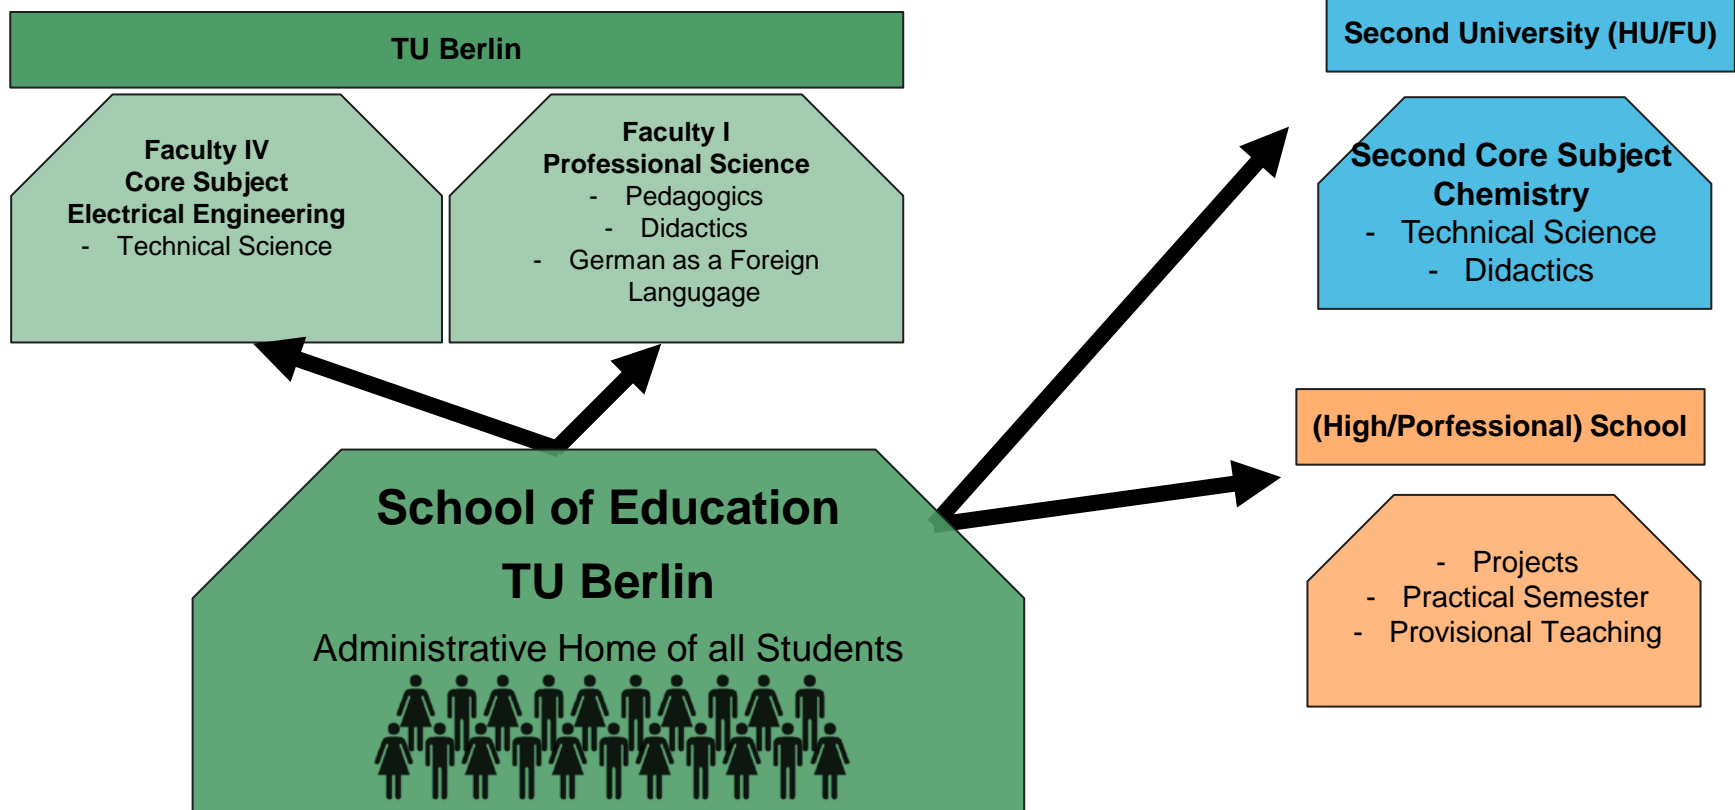 TU Berlin
Faculty IV
Core Subject
Electrical Engineering
- Technical Science
Faculty I
Professional Science
- Pedagogics
- Didactics
- German as a Foreign
Langugage
Second University (HU/FU)
Second Core Subject
Chemistry
- Technical Science
- Didactics
(High/Porfessional) School
- Projects
- Practical Semester
- Provisional Teaching
School of Education
TU Berlin
Administrative Home of all Students